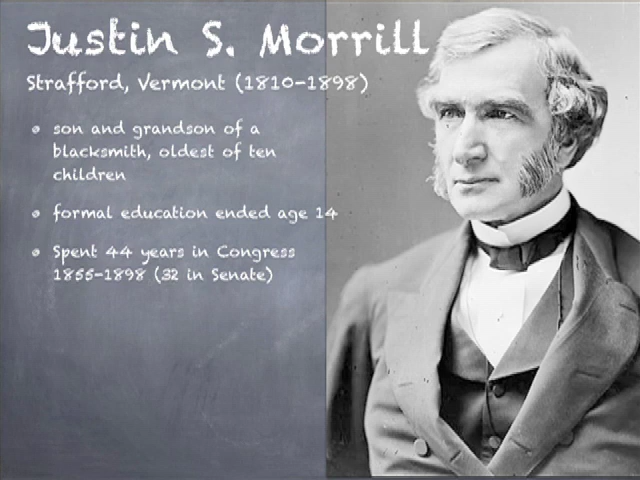 Justin S. Morrill
Strafford, Vermont (1810-1898)
son and grandson of a
blacksmith, oldest of ten
children
formal education ended age 14
Spent 44 years in Congress
1855-1898 (32 in Senate)